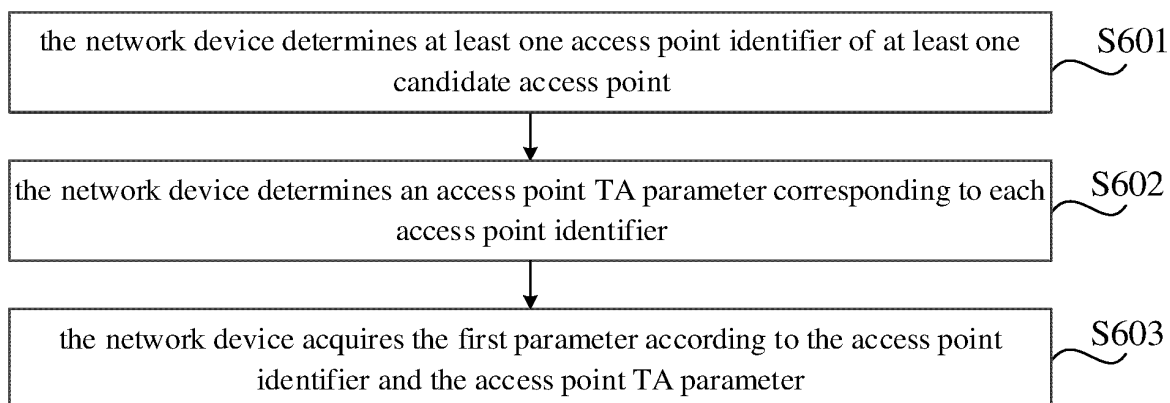 the network device determines at least one access point identifier of at least one
candidate access point
S601
the network device determines an access point TA parameter corresponding to each
access point identifier
S602
the network device acquires the first parameter according to the access point
identifier and the access point TA parameter
S603